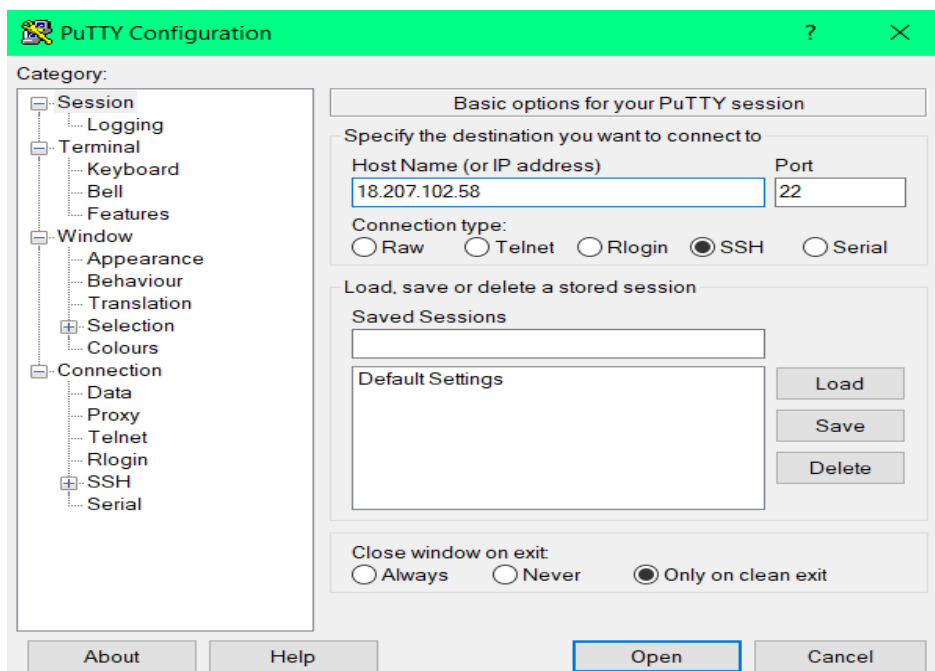 PuTTY Configuration ?
Category:
Session
Logging
Terminal
Keyboard
Bell
Features
Window
Appearance
Behaviour
Translation
Selection
Colours
Connection
Data
Proxy
Telnet
Rlogin
SSH
Serial
Basic options for your PuTTY session
Specify the destination you want to connect to
Host Name (or IP address) Port
18.207.102.58 22
Connection type:
Raw Telnet Rlogin SSH Serial
Load, save or delete a stored session
Saved Sessions
Default Settings
Load
Save
Delete
Close window on exit:
Always Never Only on clean exit
About Help Open Cancel